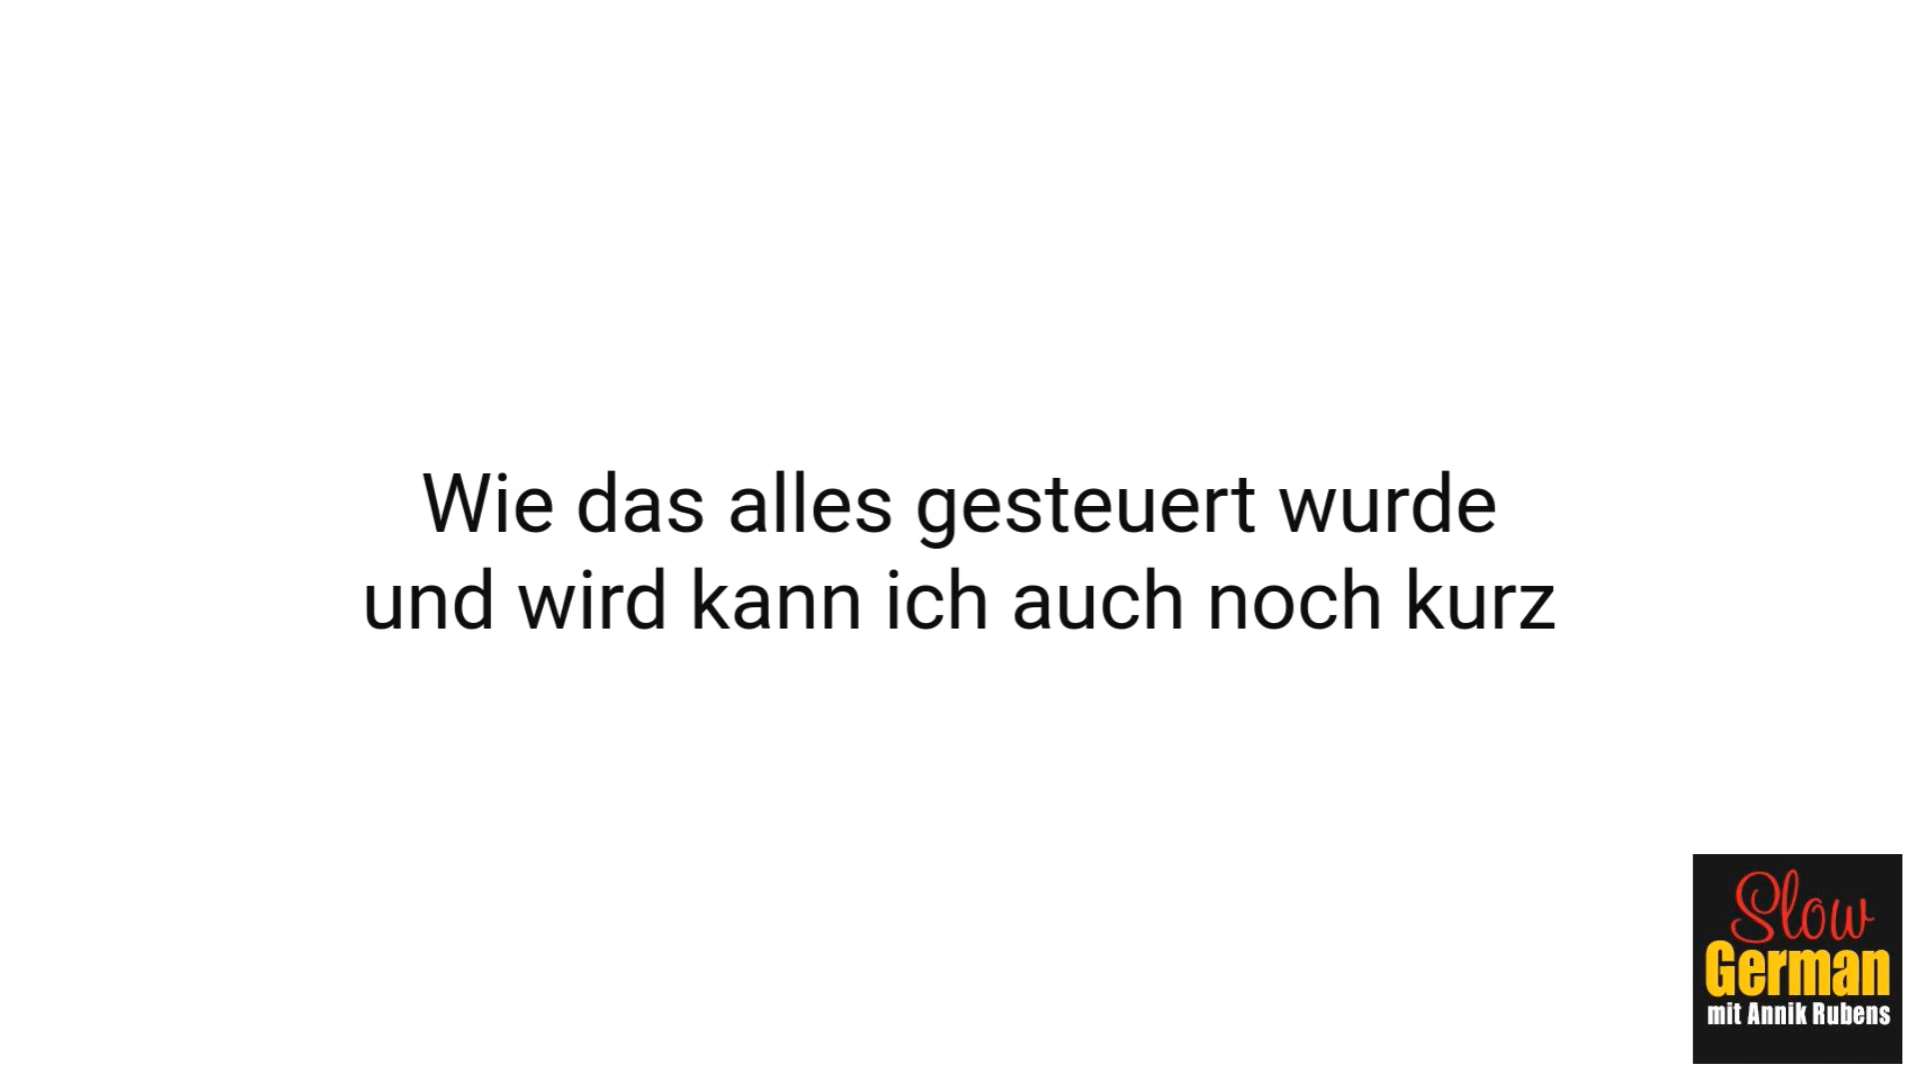 Wie das alles gesteuert wurde
und wird kann ich auch noch kurz
Slow
German
mit Annik Rubens